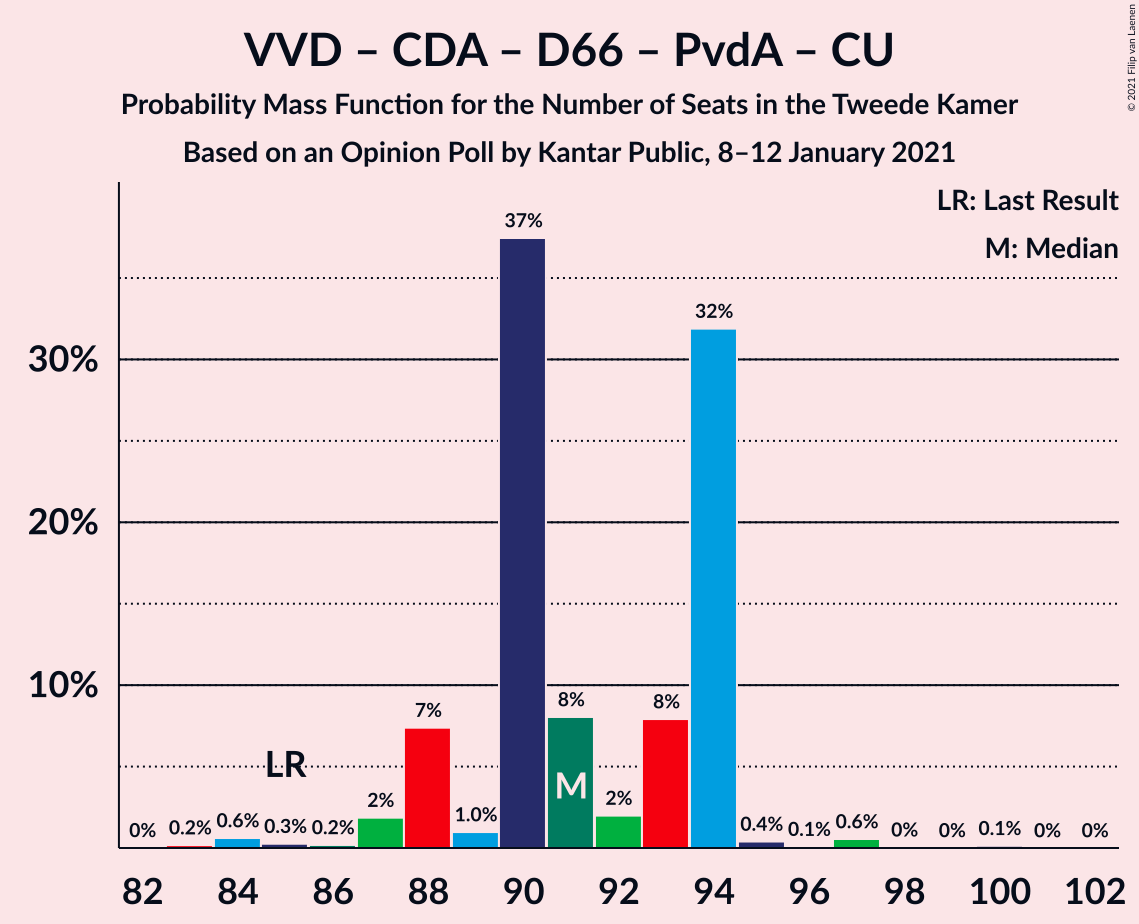 VVD – CDA – D66 – PvdA – CU
Probability Mass Function for the Number of Seats in the Tweede Kamer
Based on an Opinion Poll by Kantar Public, 8–12 January 2021
© 2021 Filip van Laenen
LR: Last Result
M: Median
37%
32%
30%
20%
10%
8%
8%
7%
LR
M
2%
2%
1.0%
0%
0.2%
0.6%
0.3%
0.2%
0.4%
0.1%
0.6%
0%
0%
0.1%
0%
0%
82 84 86 88 90 92 94 96 98 100 102